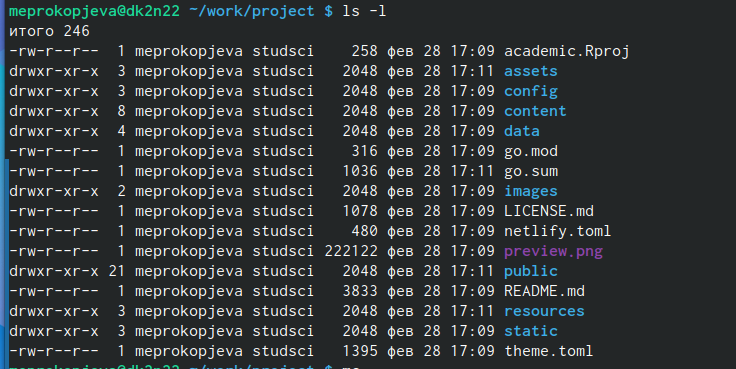 meprokopjeva@dk2n22 ~/work/project $ ls -l
итого 246
-rw-r--r-- 1 meprokopjeva studsci 258 фев 28 17:09 academic.Rproj
drwxr-xr-x 3 meprokopjeva studsci 2048 фев 28 17:11 assets
drwxr-xr-x 3 meprokopjeva studsci 2048 фев 28 17:09 config
drwxr-xr-x 8 meprokopjeva studsci 2048 фев 28 17:09 content
drwxr-xr-x 4 meprokopjeva studsci 2048 фев 28 17:09 data
-rw-r--r-- 1 meprokopjeva studsci 316 фев 28 17:09 go.mod
-rw-r--r-- 1 meprokopjeva studsci 1036 фев 28 17:11 go.sum
drwxr-xr-x 2 meprokopjeva studsci 2048 фев 28 17:09 images
-rw-r--r-- 1 meprokopjeva studsci 1078 фев 28 17:09 LICENSE.md
-rw-r--r-- 1 meprokopjeva studsci 480 фев 28 17:09 netlify.toml
-rw-r--r-- 1 meprokopjeva studsci 222122 фев 28 17:09 preview.png
drwxr-xr-x 21 meprokopjeva studsci 2048 фев 28 17:11 public
-rw-r--r-- 1 meprokopjeva studsci 3833 фев 28 17:09 README.md
drwxr-xr-x 3 meprokopjeva studsci 2048 фев 28 17:11 resources
drwxr-xr-x 3 meprokopjeva studsci 2048 фев 28 17:09 static
-rw-r--r-- 1 meprokopjeva studsci 1395 фев 28 17:09 theme.toml
meprokopjeva@dk2n22 ~/work/project $